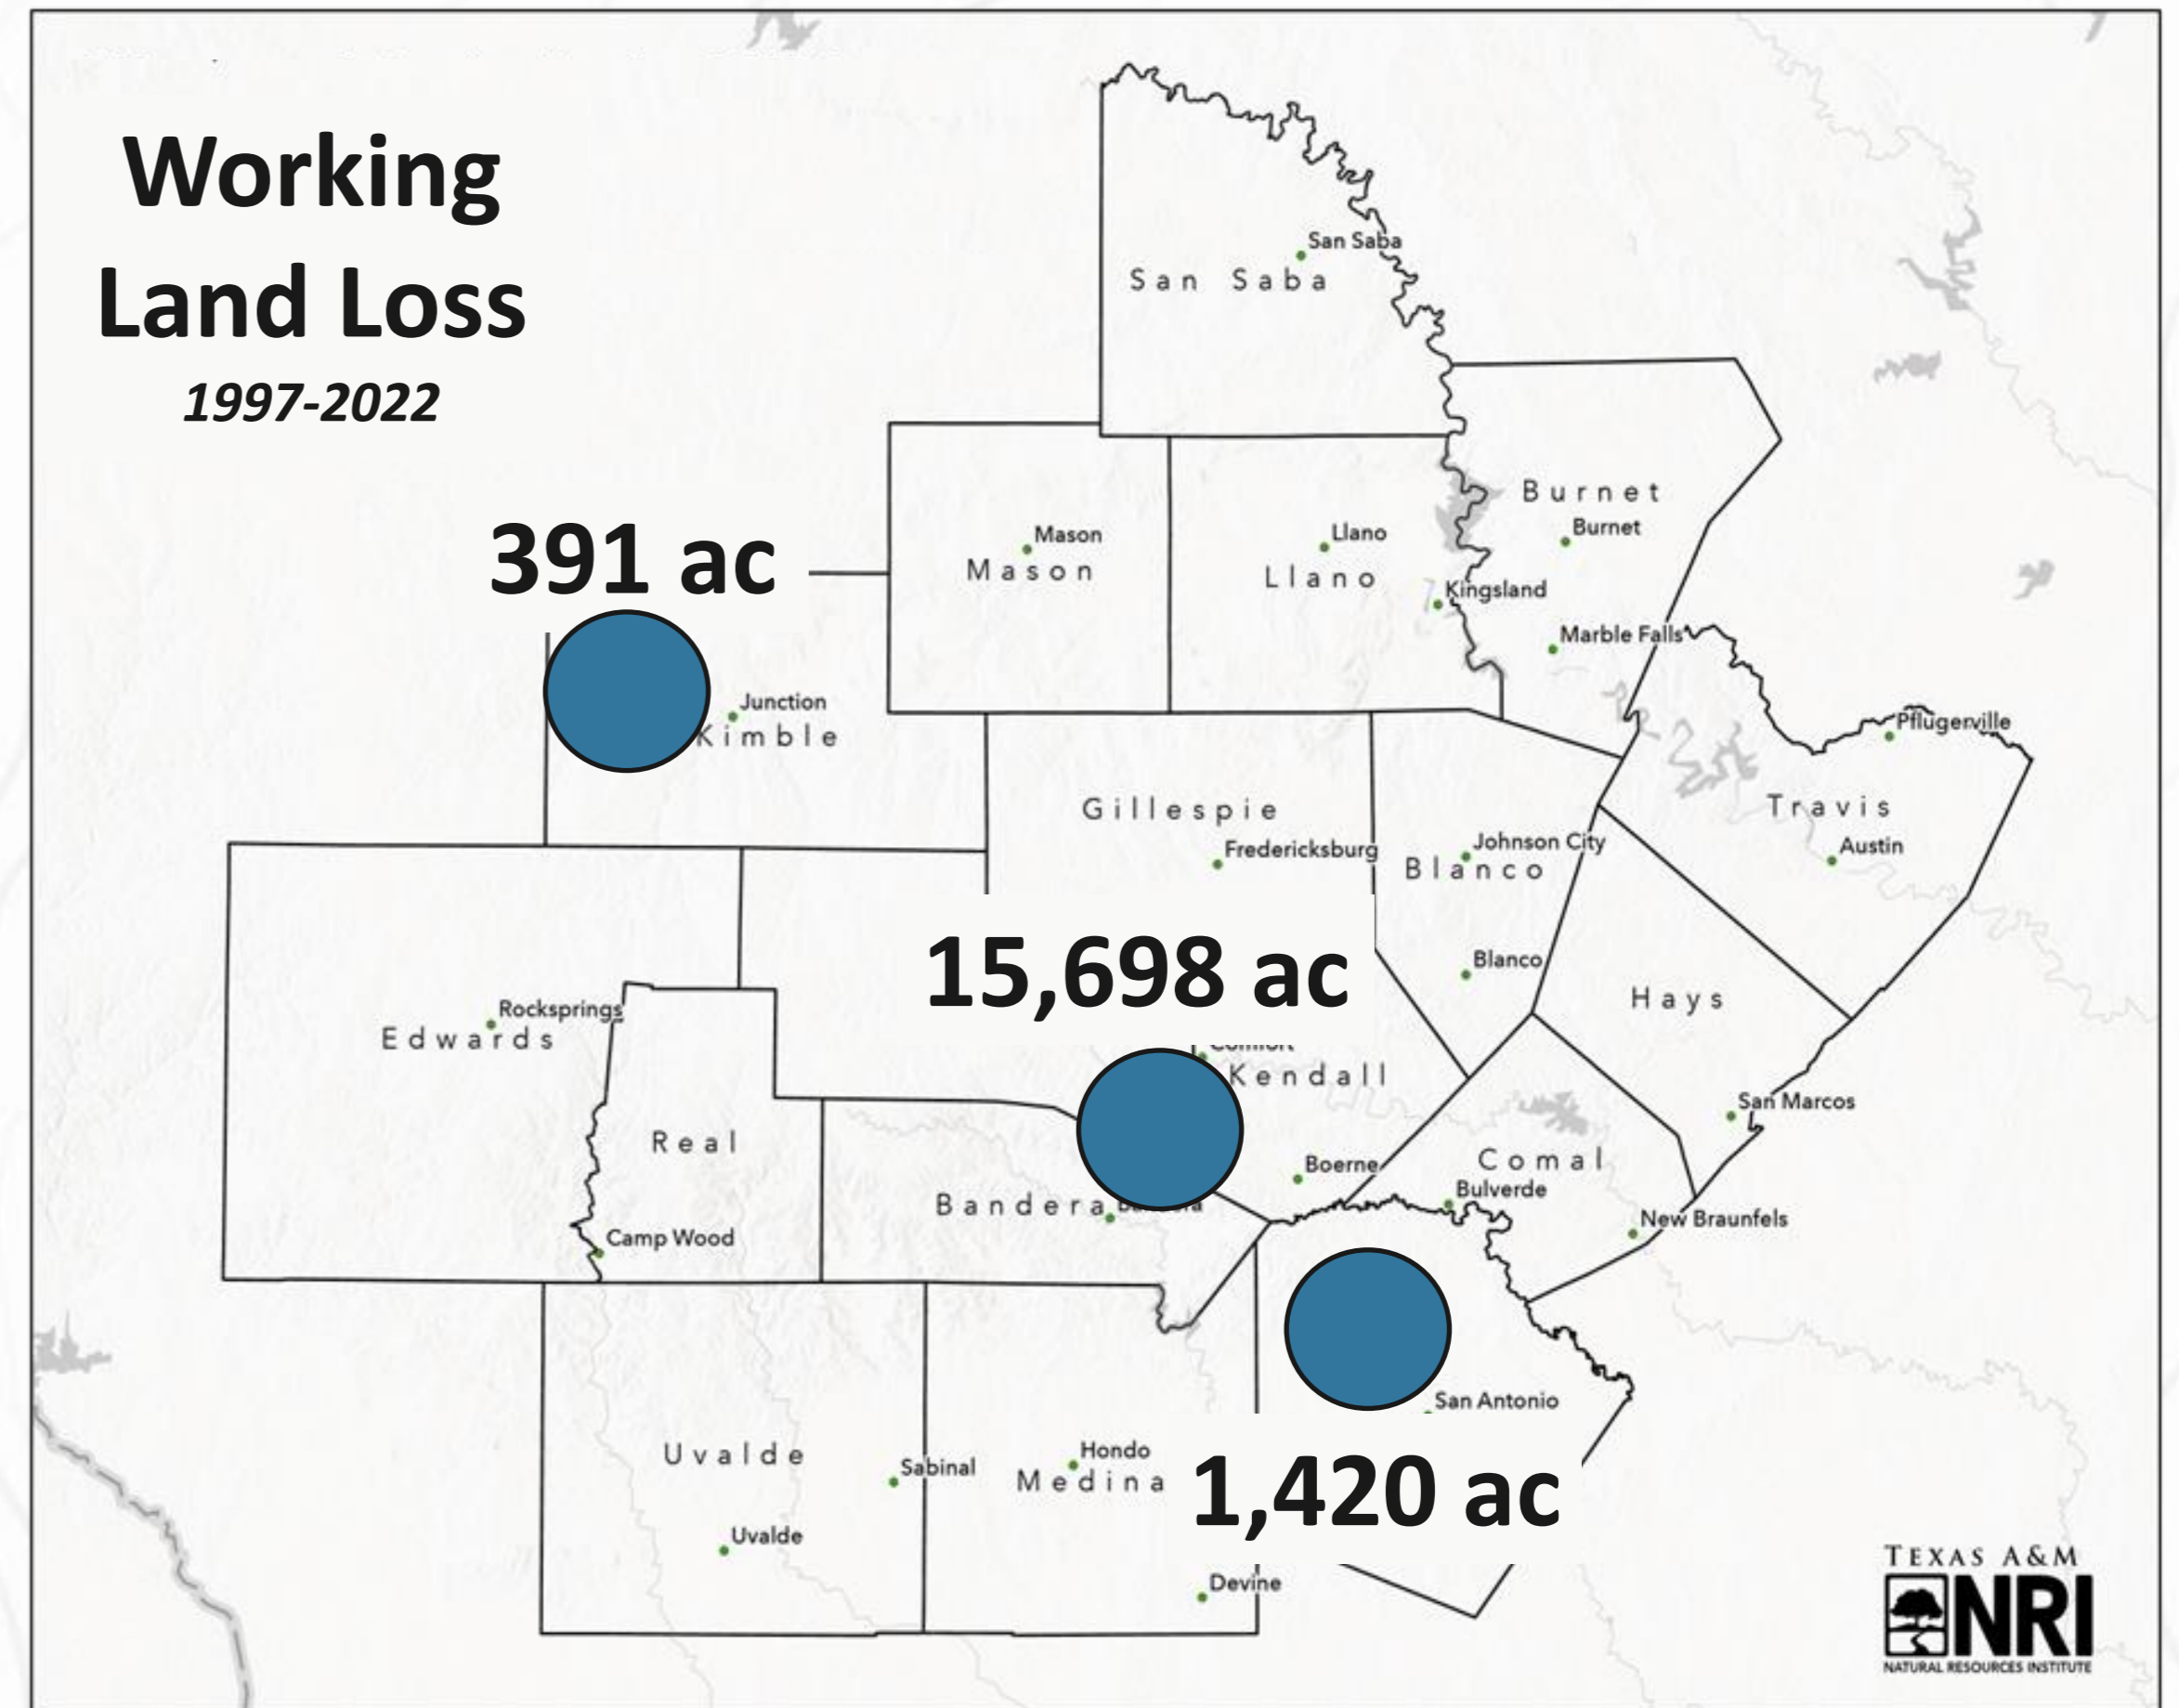 Working
Land Loss
1997-2022
San Saba
San Saba
Burnet
Burnet
391 ac
Mason
Mason
Llano
Llano
Kingsland
Marble Falls
Junction
Kimble
Pflugerville
Gillespie
Fredericksburg
Travis
Austin
Johnson City
Blanco
Blanco
15,698 ac
Rocksprings
Edwards
Hays
Comfort
Kendall
San Marcos
Real
Boerne
Comal
Bulverde
Bandera
New Braunfels
Camp Wood
San Antonio
Uvalde
Sabinal
Hondo
Medina
1,420 ac
Uvalde
Devine
TEXAS A&M
NRI
NATURAL RESOURCES INSTITUTE